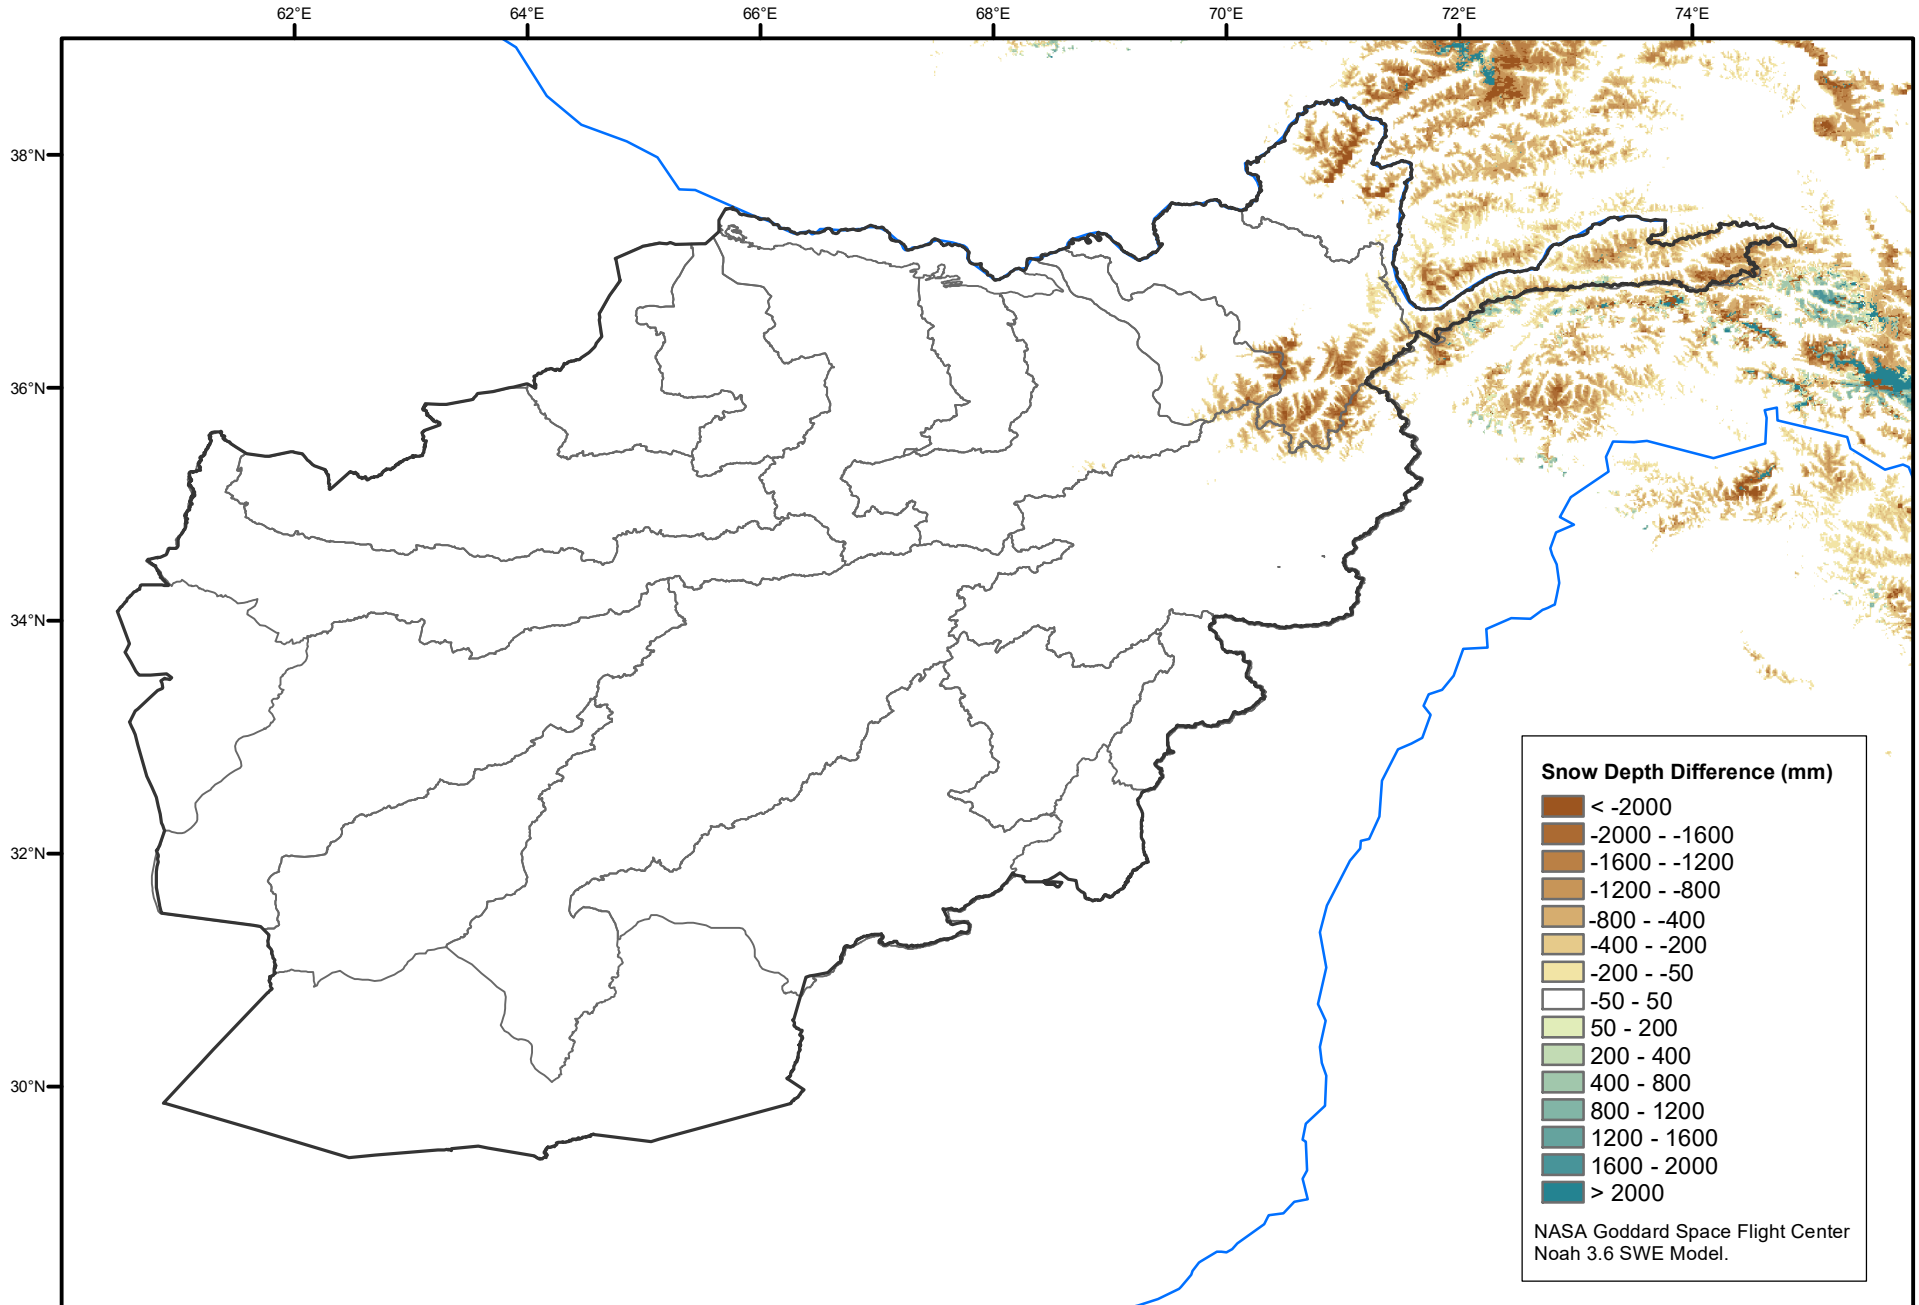 62°E 64°E 66°E 68°E 70°E 72°E 74°E
38°N
36°N
34°N
32°N
30°N
Snow Depth Difference (mm)
< -2000
-2000 - -1600
-1600 - -1200
-1200 - -800
-800 - -400
-400 - -200
-200 - -50
-50 - 50
50 - 200
200 - 400
400 - 800
800 - 1200
1200 - 1600
1600 - 2000
> 2000
NASA Goddard Space Flight Center
Noah 3.6 SWE Model.